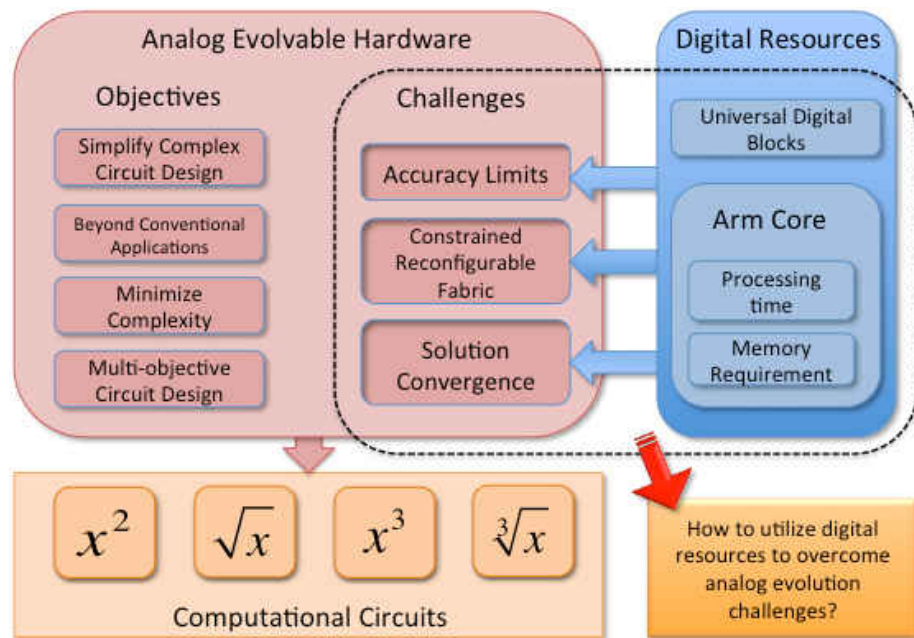 Analog Evolvable Hardware
Objectives
Simplify Complex
Circuit Design
Beyond Conventional
Applications
Minimize
Complexity
Multi-objective
Circuit Design
Challenges
Accuracy Limits
Constrained
Reconfigurable
Fabric
Solution
Convergence
Digital Resources
Universal Digital
Blocks
Arm Core
Processing
time
Memory
Requirement
x²
√x
x³
∛x
Computational Circuits
How to utilize digital
resources to overcome
analog evolution
challenges?